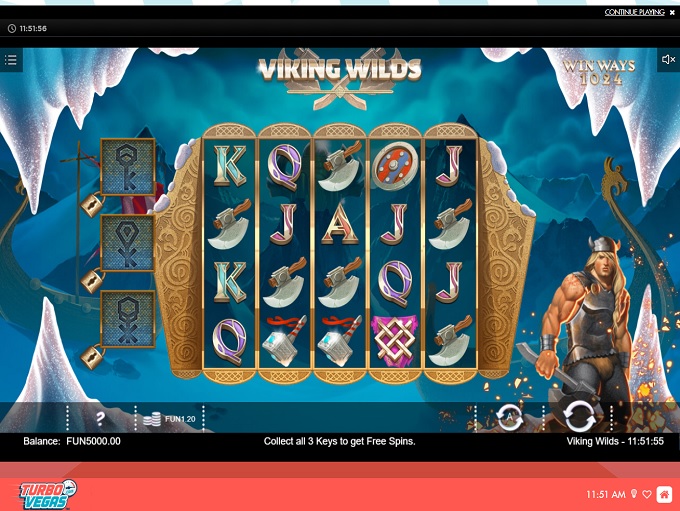 CONTINUE PLAYING ×
11:51:56
VIKING WILDS
WIN WAYS
1024
K Q J
J A J
K Q J
Q
? FUN1.20 A
Balance: FUN5000.00 Collect all 3 Keys to get Free Spins. Viking Wilds - 11:51:55
TURBO
VEGAS
11:51 AM